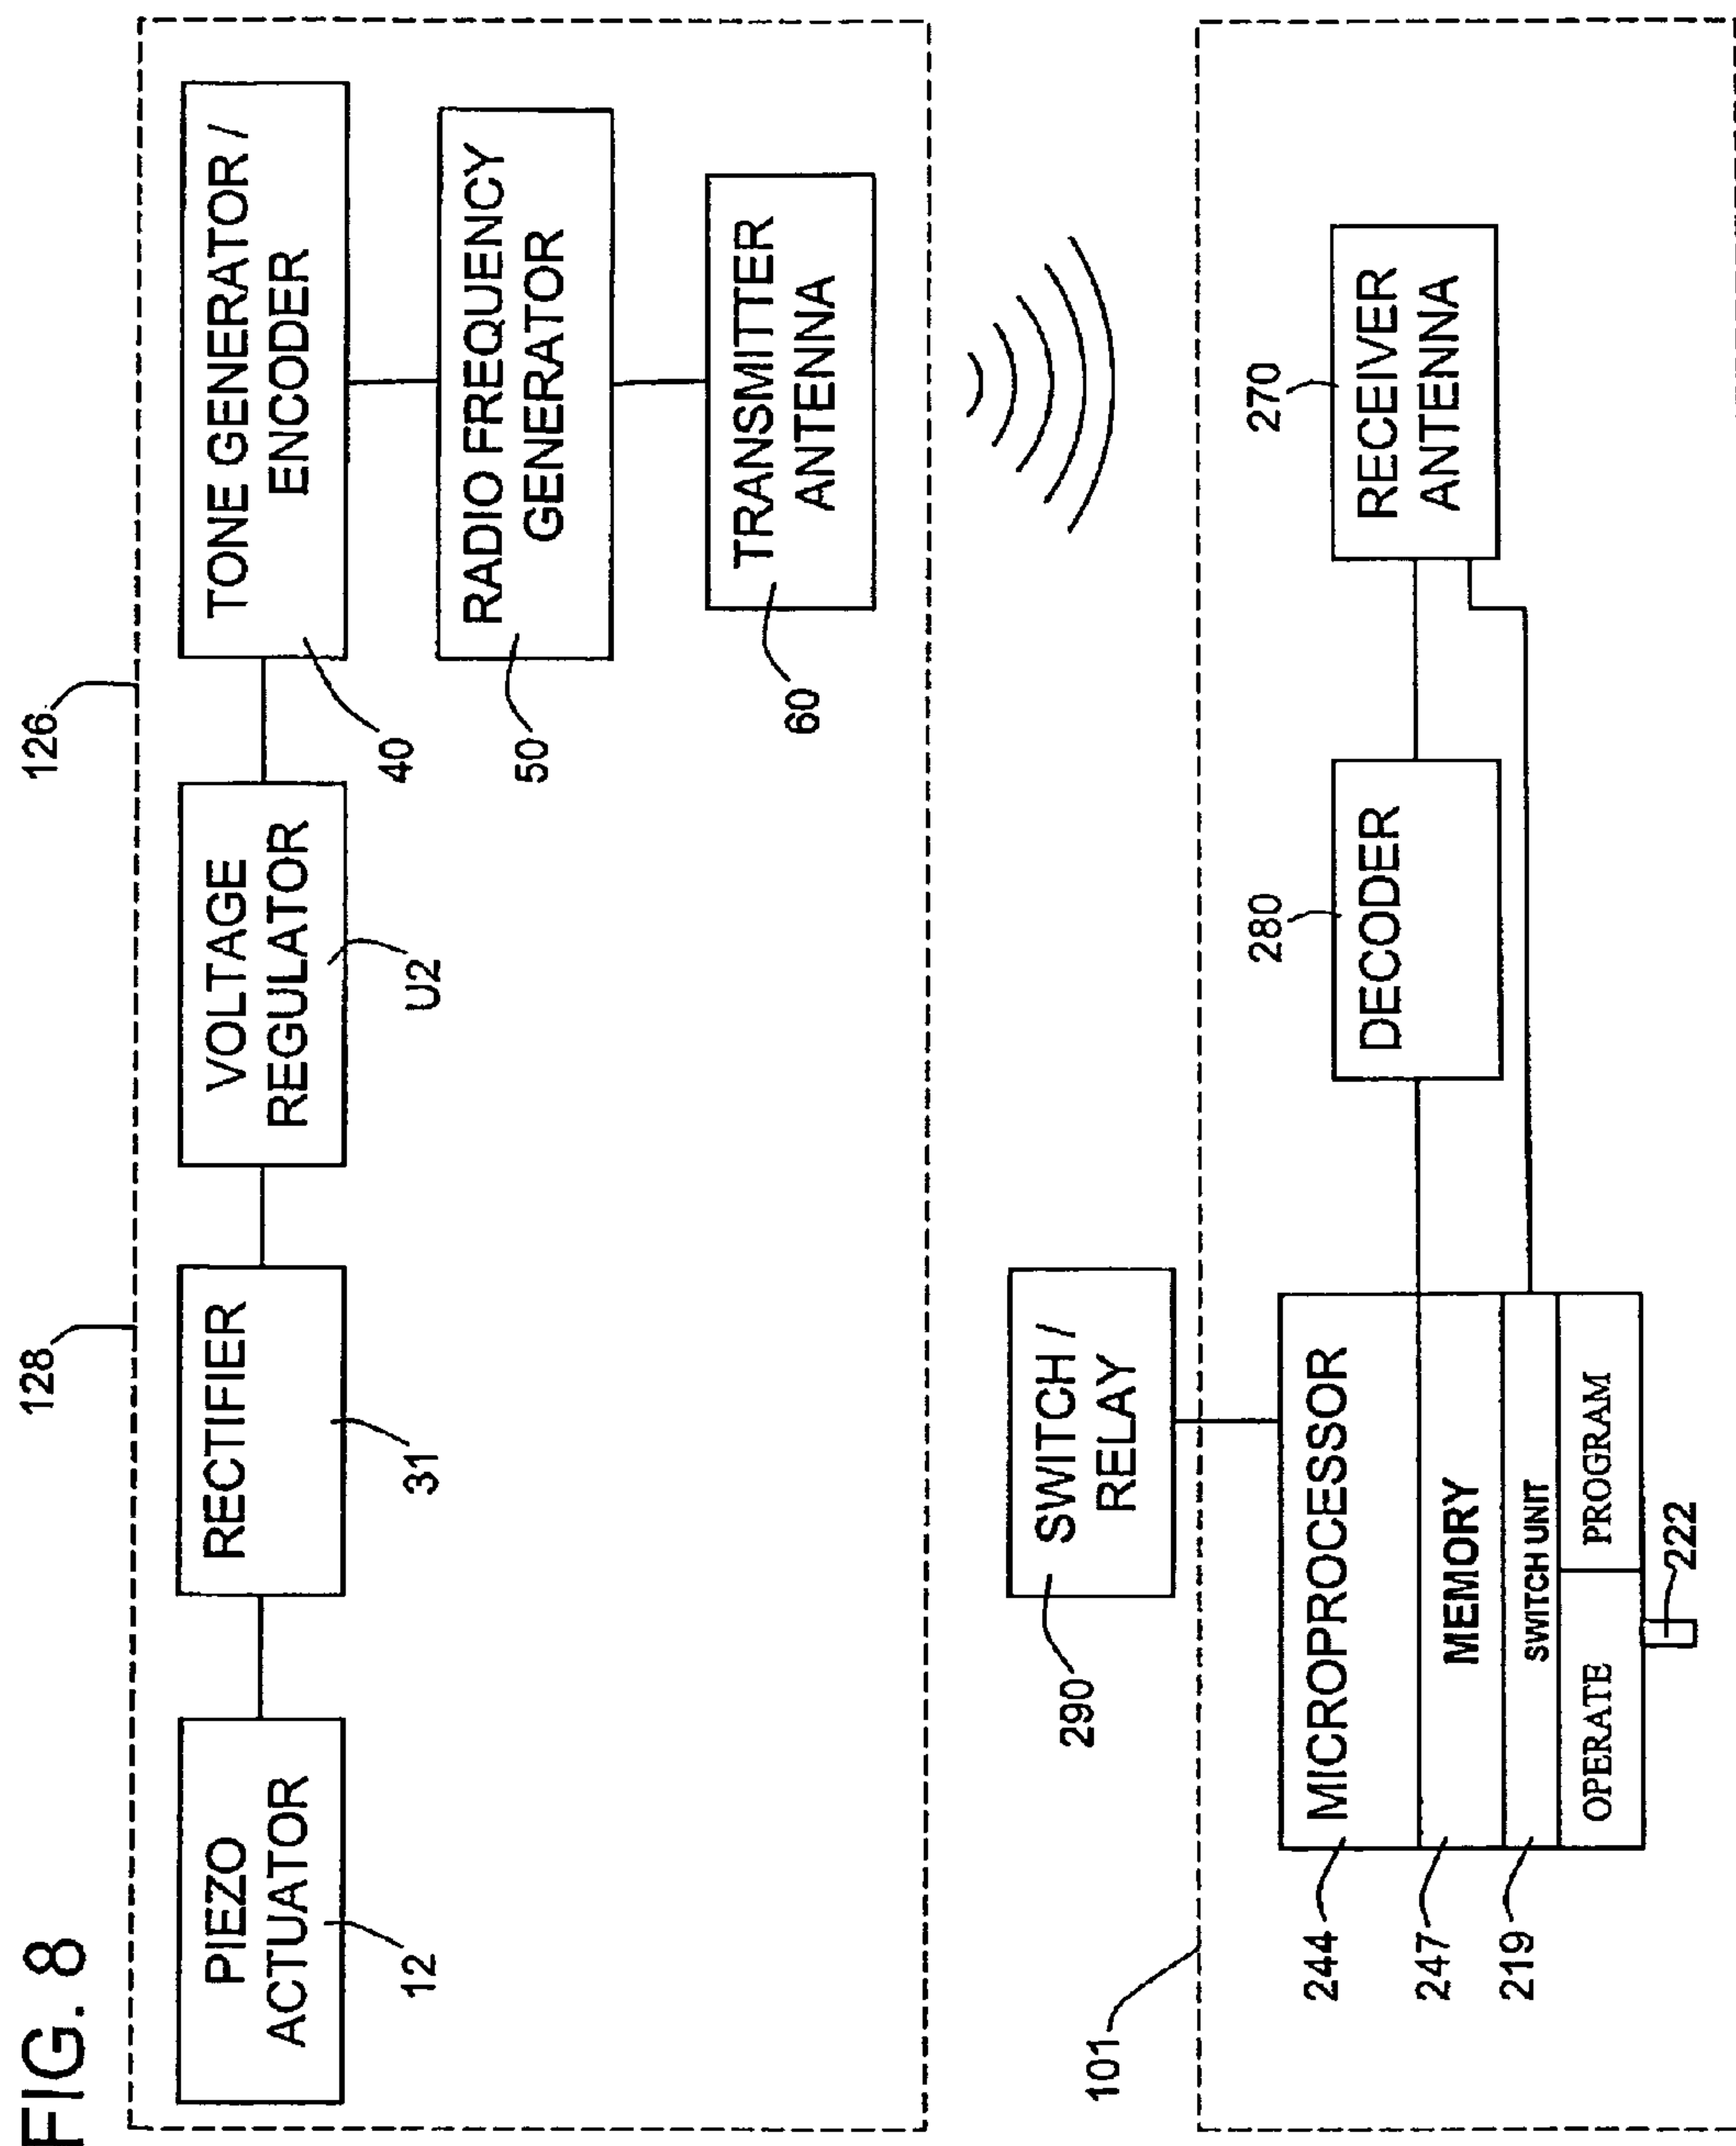 FIG. 8
128
126
PIEZO
ACTUATOR
12
RECTIFIER
31
VOLTAGE
REGULATOR
U2
TONE GENERATOR /
ENCODER
40
RADIO FREQUENCY
GENERATOR
50
TRANSMITTER
ANTENNA
60
SWITCH /
RELAY
290
101
MICROPROCESSOR
244
MEMORY
247
SWITCH UNIT
219
OPERATE
PROGRAM
222
DECODER
280
RECEIVER
ANTENNA
270